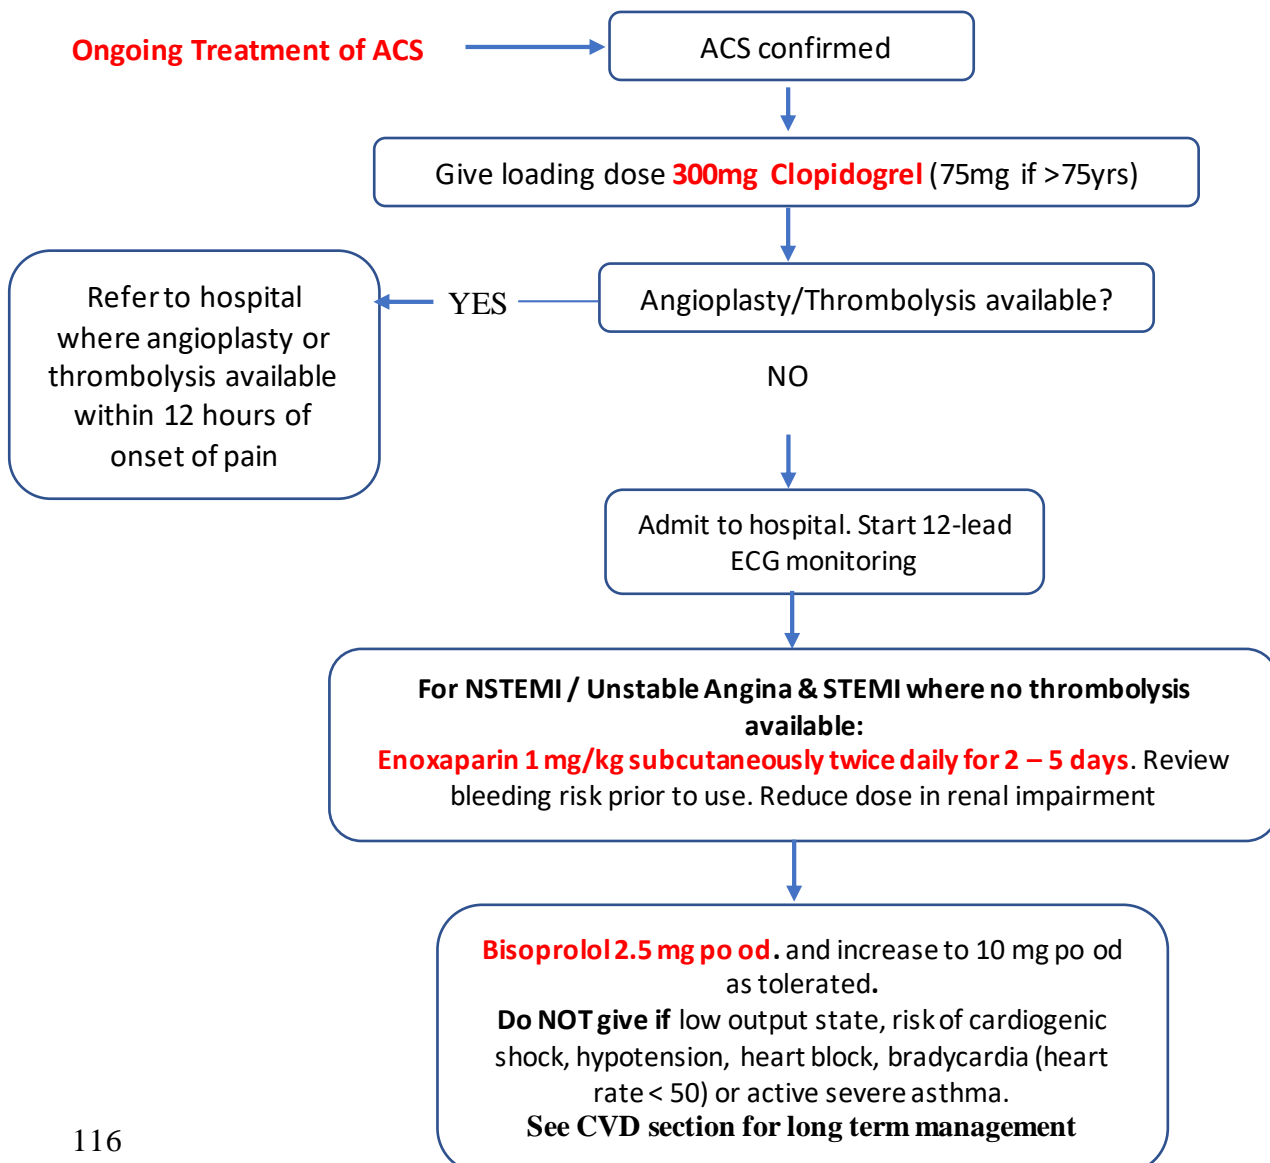 Ongoing Treatment of ACS
ACS confirmed
Give loading dose 300mg Clopidogrel (75mg if >75yrs)
Angioplasty/Thrombolysis available?
YES
Refer to hospital
where angioplasty or
thrombolysis available
within 12 hours of
onset of pain
NO
Admit to hospital. Start 12-lead
ECG monitoring
For NSTEMI / Unstable Angina & STEMI where no thrombolysis
available:
Enoxaparin 1 mg/kg subcutaneously twice daily for 2 – 5 days. Review
bleeding risk prior to use. Reduce dose in renal impairment
Bisoprolol 2.5 mg po od. and increase to 10 mg po od
as tolerated.
Do NOT give if low output state, risk of cardiogenic
shock, hypotension, heart block, bradycardia (heart
rate < 50) or active severe asthma.
See CVD section for long term management
116